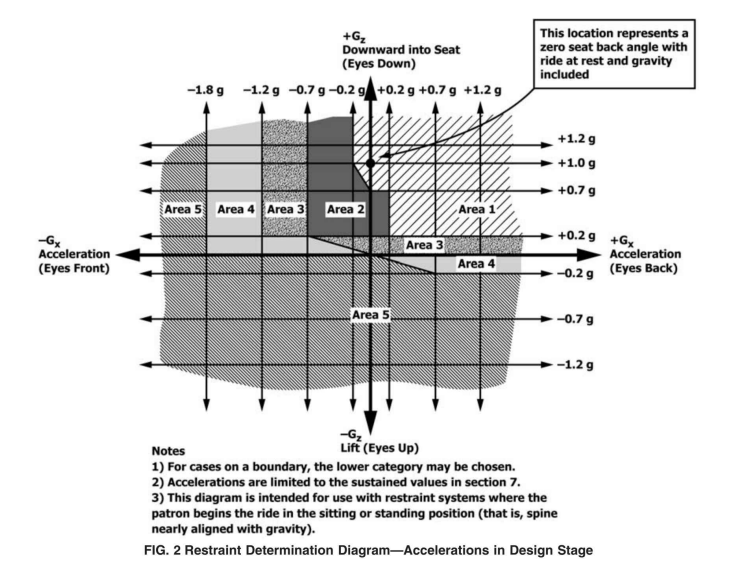 +Gz
Downward into Seat
(Eyes Down)
This location represents a
zero seat back angle with
ride at rest and gravity
included
−1.8 g −1.2 g −0.7 g −0.2 g +0.2 g +0.7 g +1.2 g
+1.2 g
+1.0 g
+0.7 g
Area 5 Area 4 Area 3 Area 2 Area 1
+0.2 g
−Gx
Acceleration
(Eyes Front)
Area 3
+Gx
Acceleration
(Eyes Back)
Area 4
−0.2 g
Area 5
−0.7 g
−1.2 g
−Gz
Lift (Eyes Up)
Notes
1) For cases on a boundary, the lower category may be chosen.
2) Accelerations are limited to the sustained values in section 7.
3) This diagram is intended for use with restraint systems where the
patron begins the ride in the sitting or standing position (that is, spine
nearly aligned with gravity).
FIG. 2 Restraint Determination Diagram—Accelerations in Design Stage